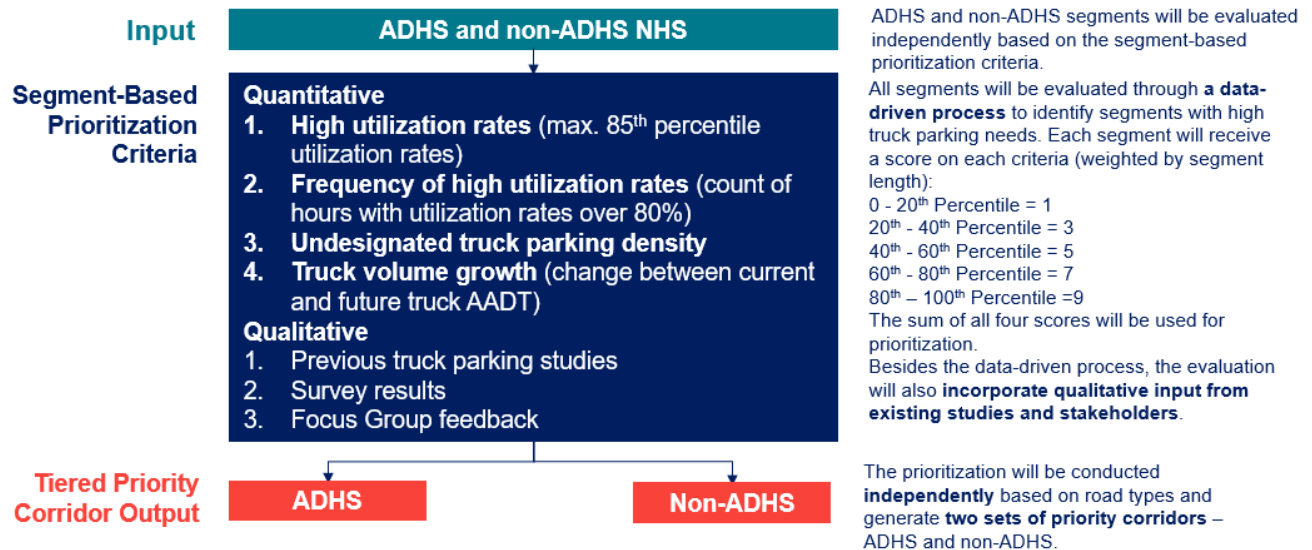 Input
ADHS and non-ADHS NHS
ADHS and non-ADHS segments will be evaluated
independently based on the segment-based
prioritization criteria.
Segment-Based
Prioritization
Criteria
Quantitative
1. High utilization rates (max. 85th percentile
utilization rates)
2. Frequency of high utilization rates (count of
hours with utilization rates over 80%)
3. Undesignated truck parking density
4. Truck volume growth (change between current
and future truck AADT)
Qualitative
1. Previous truck parking studies
2. Survey results
3. Focus Group feedback
All segments will be evaluated through a data-
driven process to identify segments with high
truck parking needs. Each segment will receive
a score on each criteria (weighted by segment
length):
0 - 20th Percentile = 1
20th - 40th Percentile = 3
40th - 60th Percentile = 5
60th - 80th Percentile = 7
80th – 100th Percentile =9
The sum of all four scores will be used for
prioritization.
Besides the data-driven process, the evaluation
will also incorporate qualitative input from
existing studies and stakeholders.
Tiered Priority
Corridor Output
ADHS
Non-ADHS
The prioritization will be conducted
independently based on road types and
generate two sets of priority corridors –
ADHS and non-ADHS.